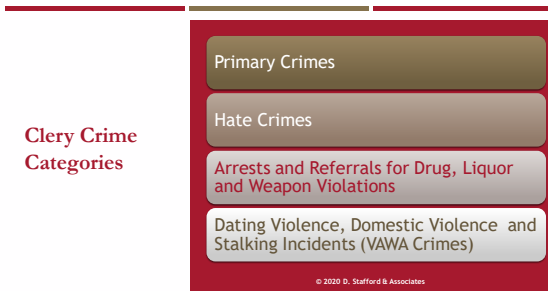 Clery Crime
Categories
Primary Crimes
Hate Crimes
Arrests and Referrals for Drug, Liquor
and Weapon Violations
Dating Violence, Domestic Violence and
Stalking Incidents (VAWA Crimes)
© 2020 D. Stafford & Associates